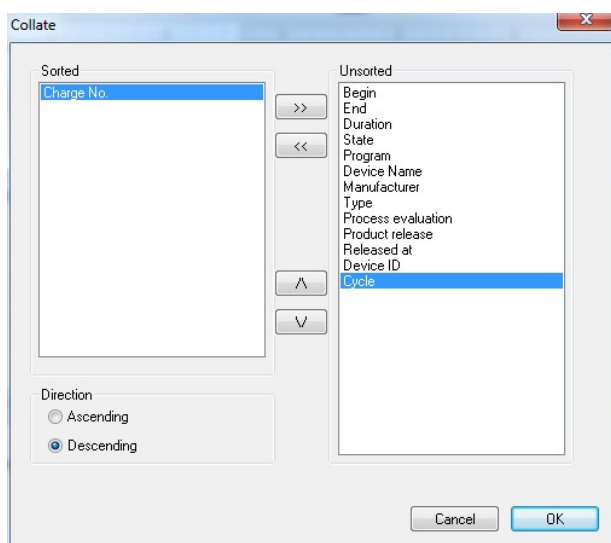 Collate
Sorted
Charge No.
>>
<<
/\
\/
Direction
Ascending
Descending
Unsorted
Begin
End
Duration
State
Program
Device Name
Manufacturer
Type
Process evaluation
Product release
Released at
Device ID
Cycle
Cancel
OK